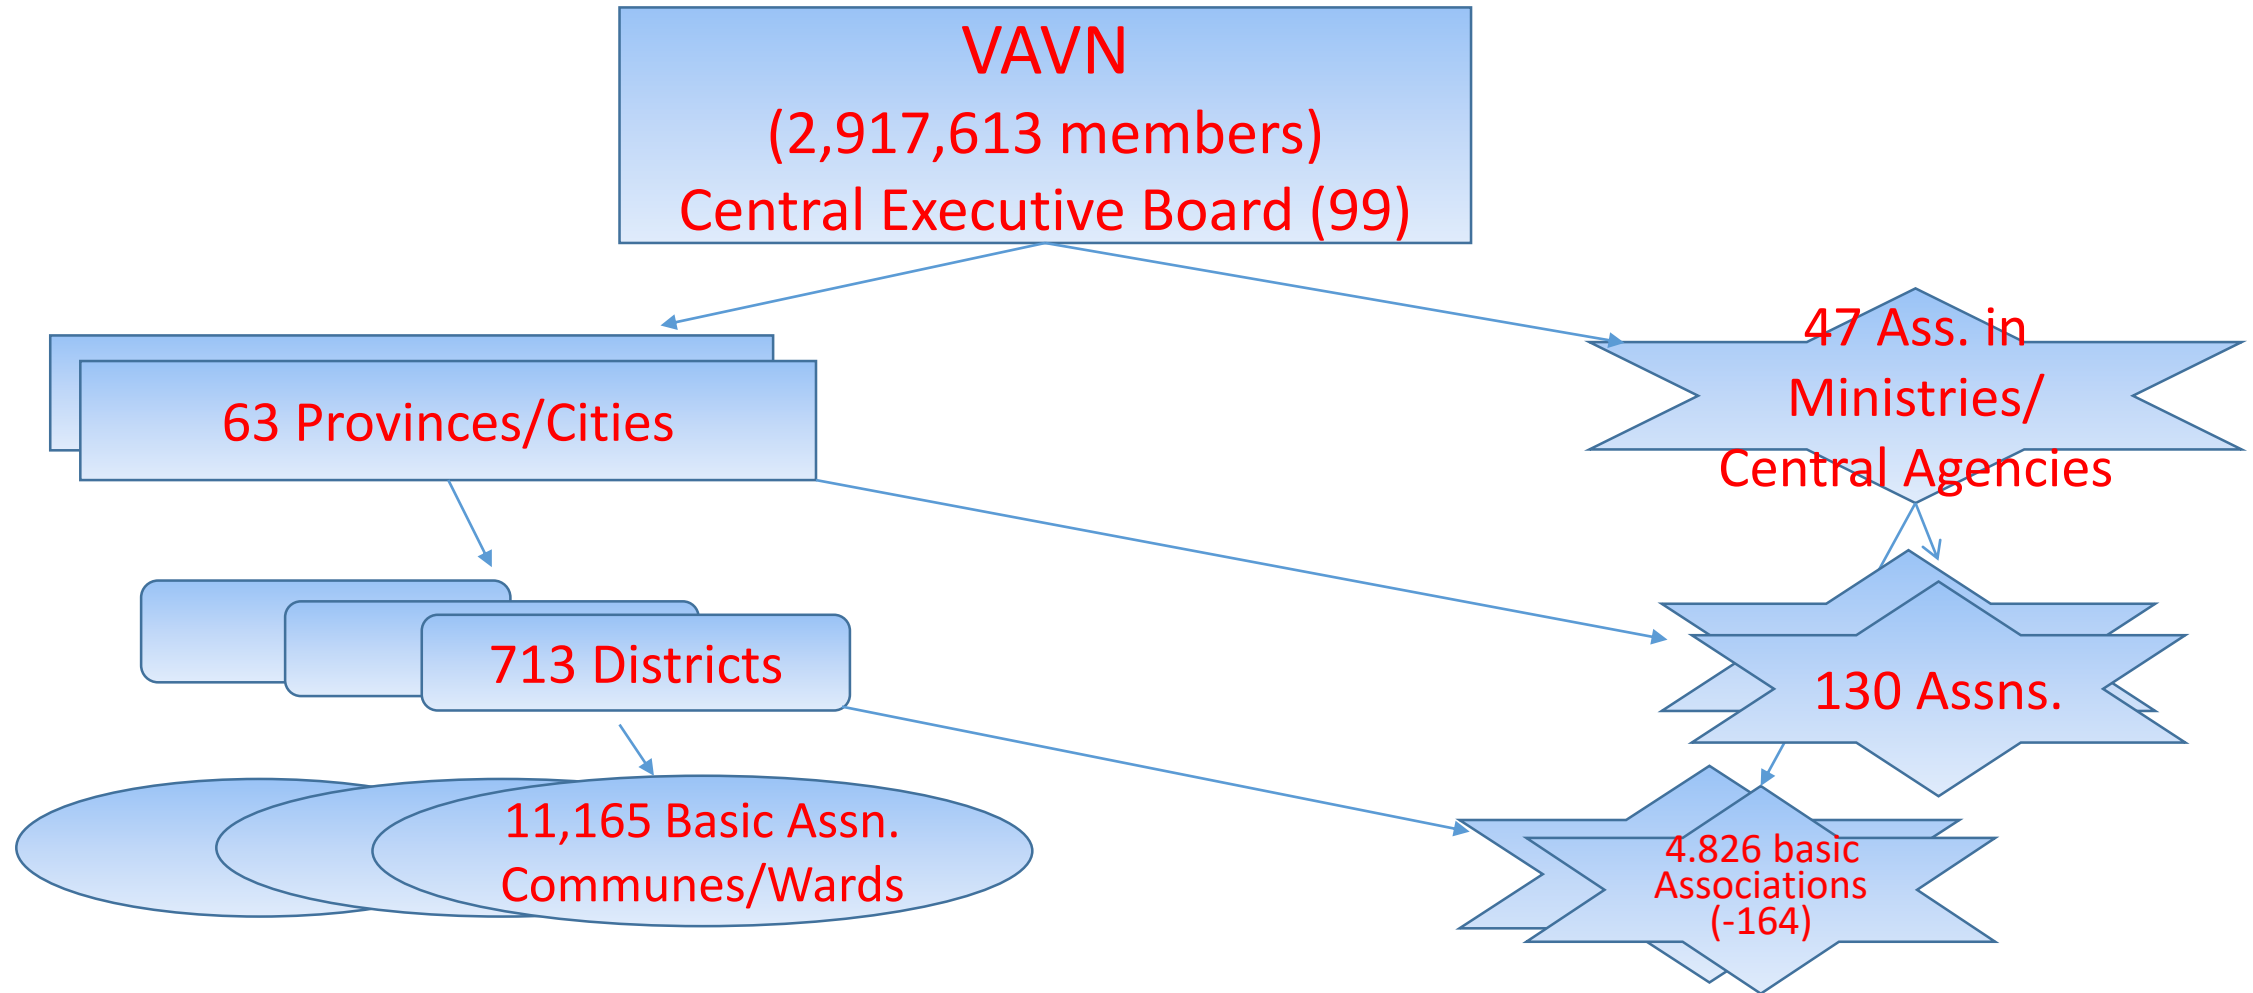 VAVN
(2,917,613 members)
Central Executive Board (99)
47 Ass. in
Ministries/
Central Agencies
63 Provinces/Cities
713 Districts
130 Assns.
11,165 Basic Assn.
Communes/Wards
4.826 basic
Associations
(-164)